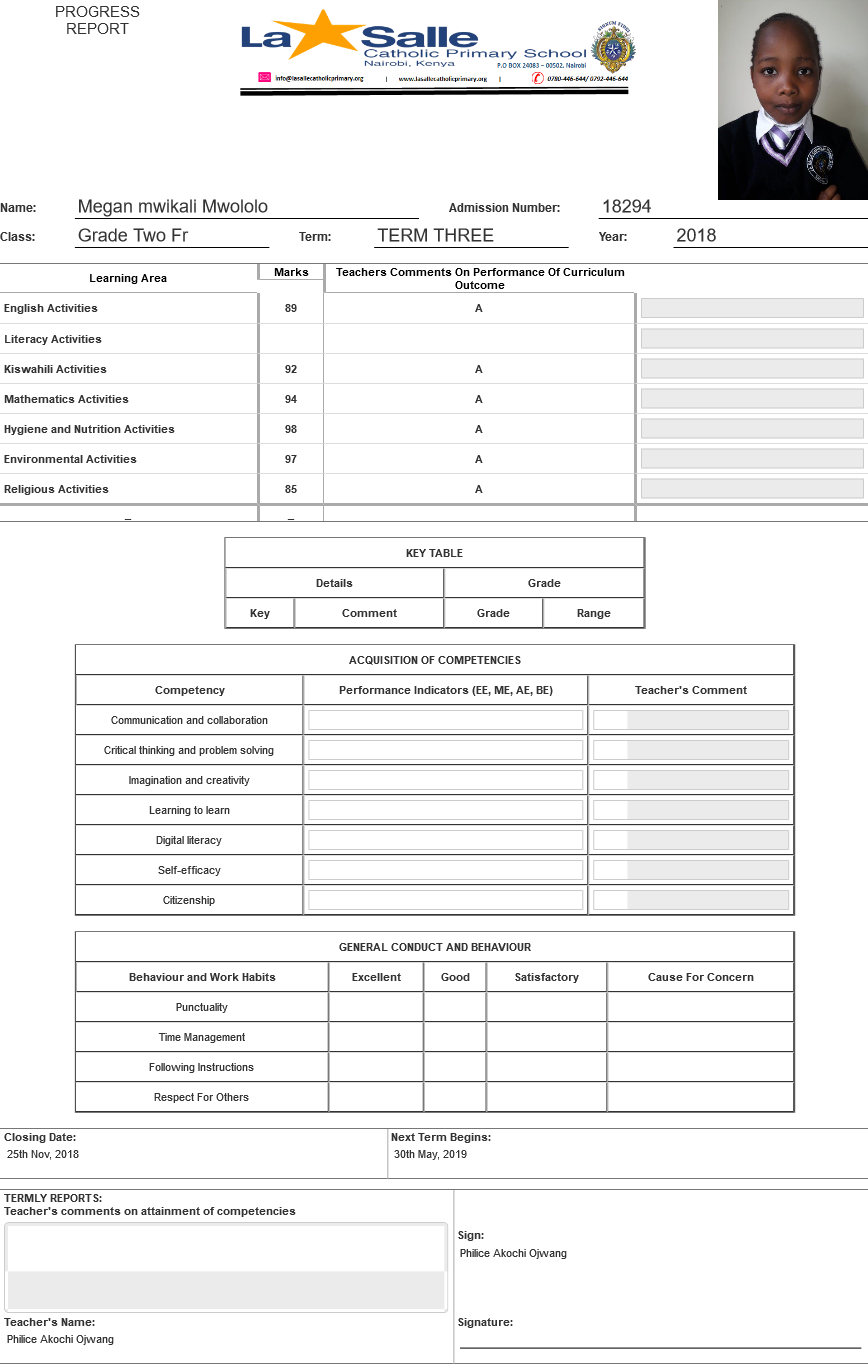 PROGRESS
REPORT
La Salle
Catholic Primary School
Nairobi, Kenya
P.O BOX 24083 – 00502, Nairobi
info@lasallecatholicprimary.org | www.lasallecatholicprimary.org | 0780-446-644/ 0792-446-644
Name: Megan mwikali Mwololo Admission Number: 18294
Class: Grade Two Fr Term: TERM THREE Year: 2018
Learning Area Marks Teachers Comments On Performance Of Curriculum
Outcome
English Activities 89 A
Literacy Activities
Kiswahili Activities 92 A
Mathematics Activities 94 A
Hygiene and Nutrition Activities 98 A
Environmental Activities 97 A
Religious Activities 85 A
_ _
KEY TABLE
Details Grade
Key Comment Grade Range
ACQUISITION OF COMPETENCIES
Competency Performance Indicators (EE, ME, AE, BE) Teacher's Comment
Communication and collaboration
Critical thinking and problem solving
Imagination and creativity
Learning to learn
Digital literacy
Self-efficacy
Citizenship
GENERAL CONDUCT AND BEHAVIOUR
Behaviour and Work Habits Excellent Good Satisfactory Cause For Concern
Punctuality
Time Management
Following Instructions
Respect For Others
Closing Date: Next Term Begins:
25th Nov, 2018 30th May, 2019
TERMLY REPORTS:
Teacher's comments on attainment of competencies
Sign:
Philice Akochi Ojwang
Teacher's Name: Signature:
Philice Akochi Ojwang